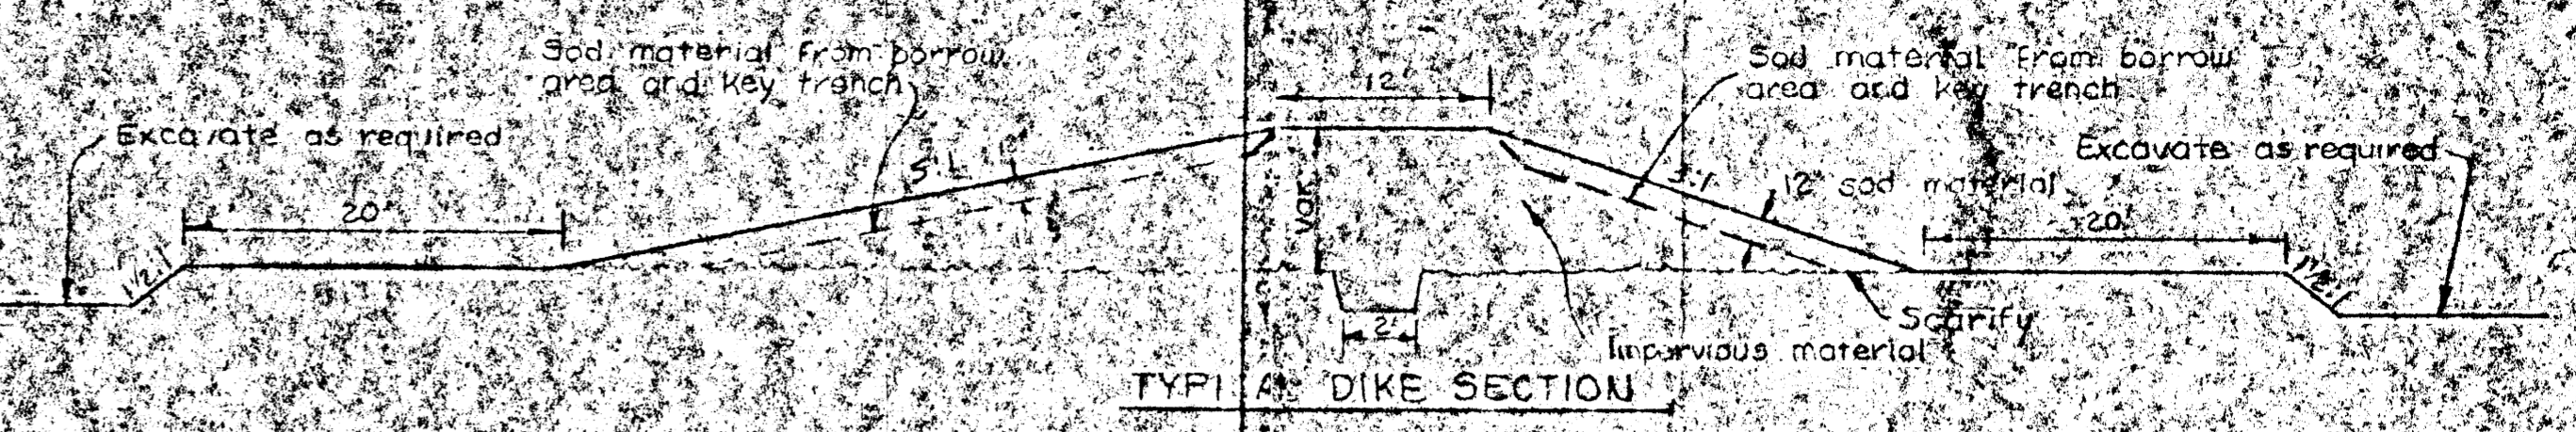 Sod material from borrow
area and key trench
12'
Sod material from borrow
area and key trench
Excavate as required
Excavate as required
5:1
3:1
12" sod material
20'
Var.
20'
1½:1
1½:1
2'
Scarify
Impervious material
TYPI AL DIKE SECTION